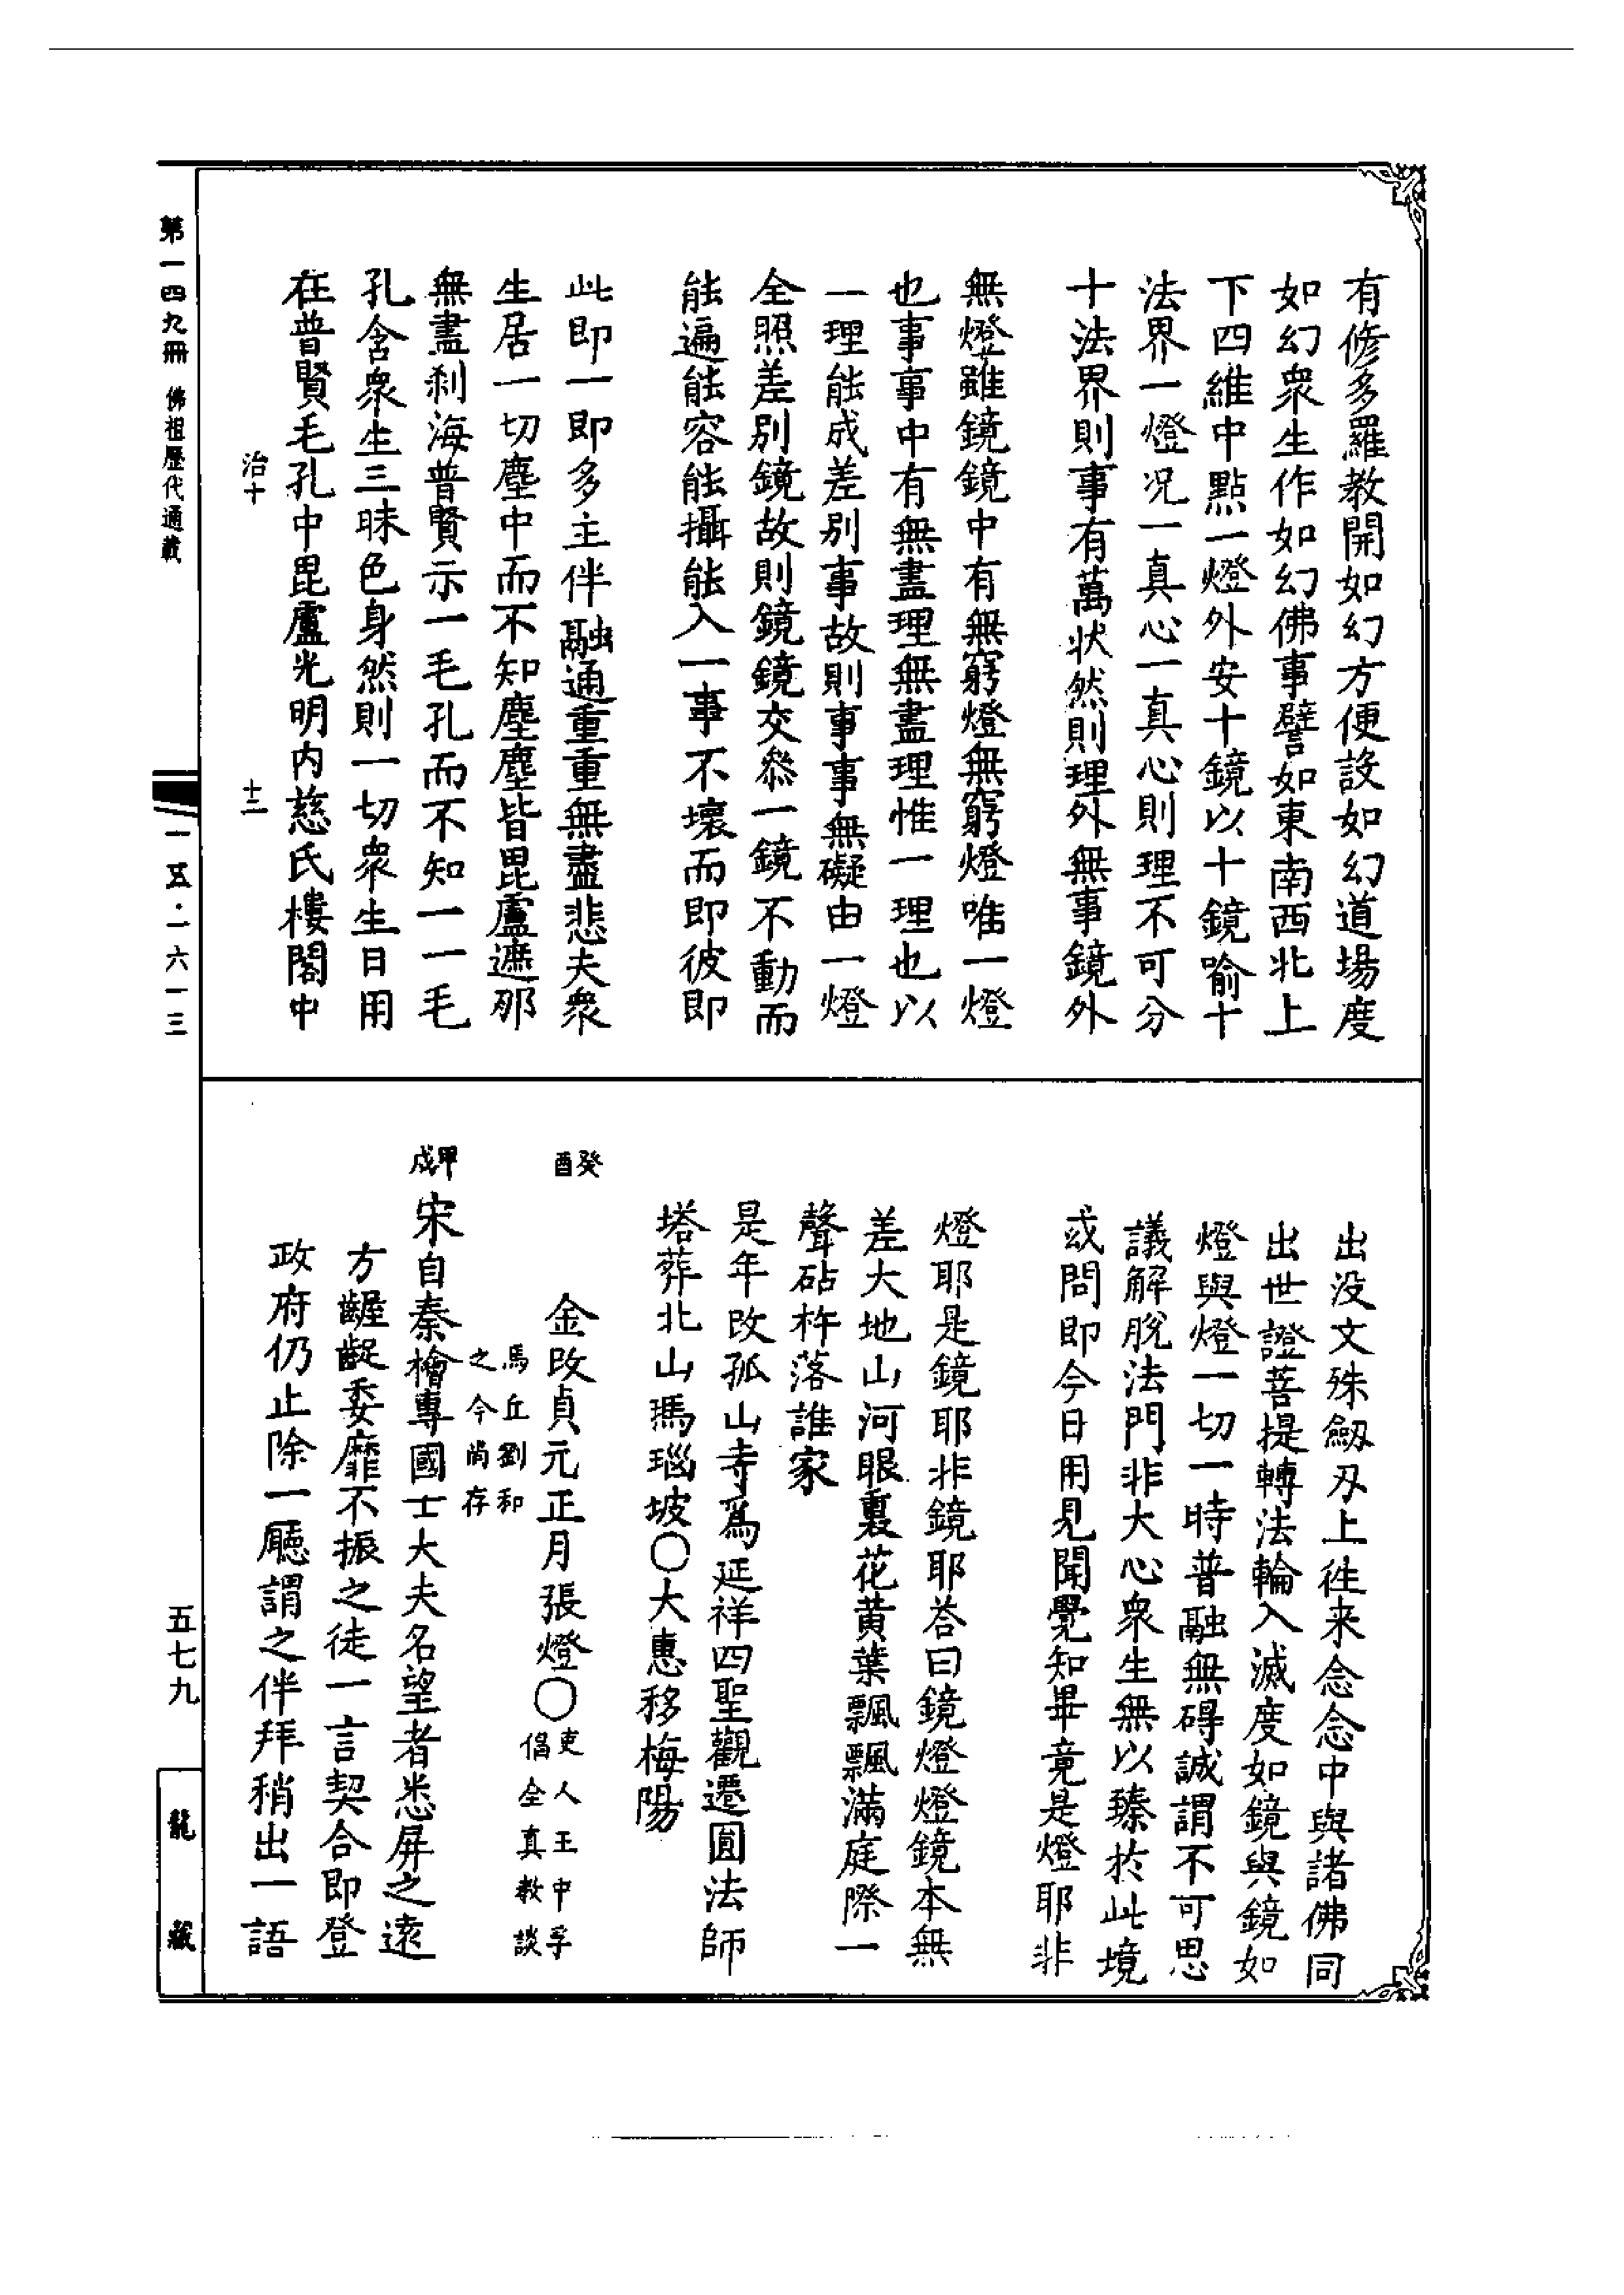 有修多羅教開如幻方便設如幻道場度
如幻衆生作如幻佛事譬如東南西北上
下四維中點一燈外安十鏡以十鏡喻十
法界一燈况一真心一真心則理不可分
十法界則事有萬状然則理外無事鏡外
無燈雖鏡鏡中有無窮燈無窮燈唯一燈
也事事中有無盡理無盡理惟一理也以
一理能成差别事故則事事無礙由一燈
全照差别鏡故則鏡鏡交叅一鏡不動而
能遍能容能攝能入一事不壞而即彼即
此即一即多主伴融通重重無盡悲夫衆
生居一切塵中而不知塵塵皆毘盧遮那
無盡刹海普賢示一毛孔而不知一一毛
孔含衆生三昧色身然則一切衆生日用
在普賢毛孔中毘盧光明内慈氏樓閣中
治十
十二
出没文殊劒刃上往来念念中與諸佛同
出世證菩提轉法輪入滅度如鏡與鏡如
燈與燈一切一時普融無碍誠謂不可思
議解脫法門非大心衆生無以臻於此境
或問即今日用見聞覺知畢竟是燈耶非
燈耶是鏡耶非鏡耶答曰鏡燈燈鏡本無
差大地山河眼裏花黄葉飄飄滿庭際一
聲砧杵落誰家
是年改孤山寺爲延祥四聖觀遷圓法師
塔葬北山瑪瑙坡〇大惠移梅陽
癸酉
金改貞元正月張燈〇吏人王中孚
倡全真教談
馬丘劉和
之今尚存
甲戌
宋自秦檜專國士大夫名望者悉屏之遠
方齷齪委靡不振之徒一言契合即登
政府仍止除一廳謂之伴拜稍出一語
第一四九冊
佛祖歷代通載
一五·一六一三
五七九
龍藏